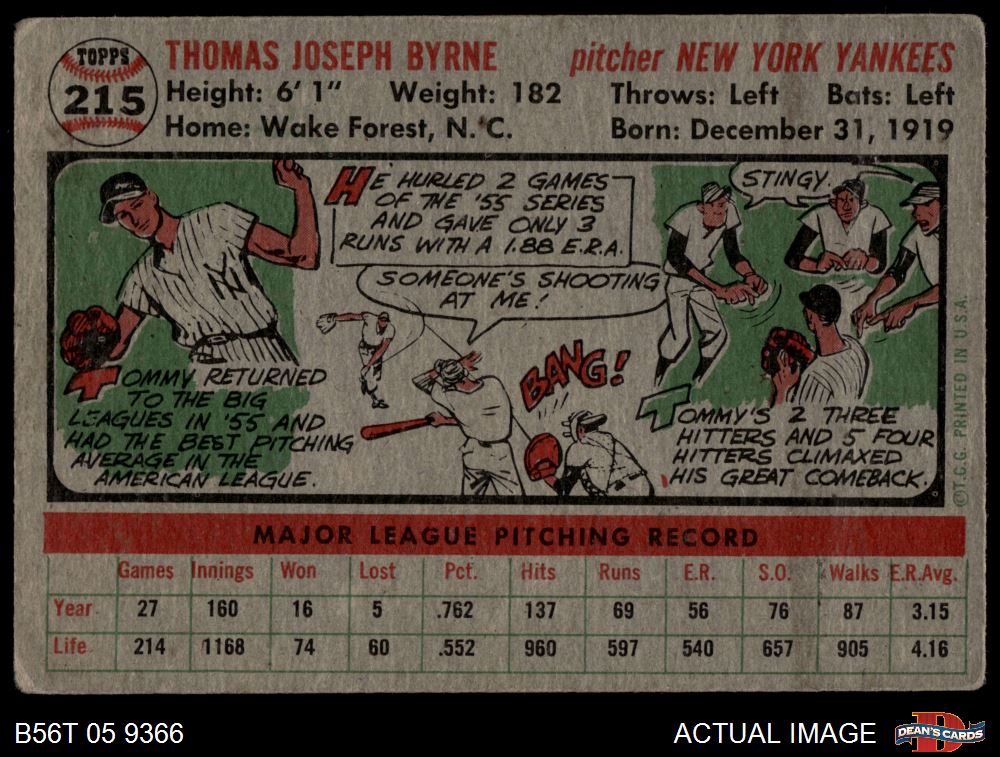 TOPPS
215
THOMAS JOSEPH BYRNE
pitcher NEW YORK YANKEES
Height: 6' 1" Weight: 182 Throws: Left Bats: Left
Home: Wake Forest, N. C. Born: December 31, 1919
HE HURLED 2 GAMES
OF THE '55 SERIES
AND GAVE ONLY 3
RUNS WITH A 1.88 E.R.A.
STINGY.
SOMEONE'S SHOOTING
AT ME!
BANG!
NY
TOMMY RETURNED
TO THE BIG
LEAGUES IN '55 AND
HAD THE BEST PITCHING
AVERAGE IN THE
AMERICAN LEAGUE.
TOMMY'S 2 THREE
HITTERS AND 5 FOUR
HITTERS CLIMAXED
HIS GREAT COMEBACK.
©T.C.G. PRINTED IN U.S.A.
MAJOR LEAGUE PITCHING RECORD
Games Innings Won Lost Pct. Hits Runs E.R. S.O. Walks E.R.Avg.
Year 27 160 16 5 .762 137 69 56 76 87 3.15
Life 214 1168 74 60 .552 960 597 540 657 905 4.16
B56T 05 9366
ACTUAL IMAGE
DEAN'S CARDS